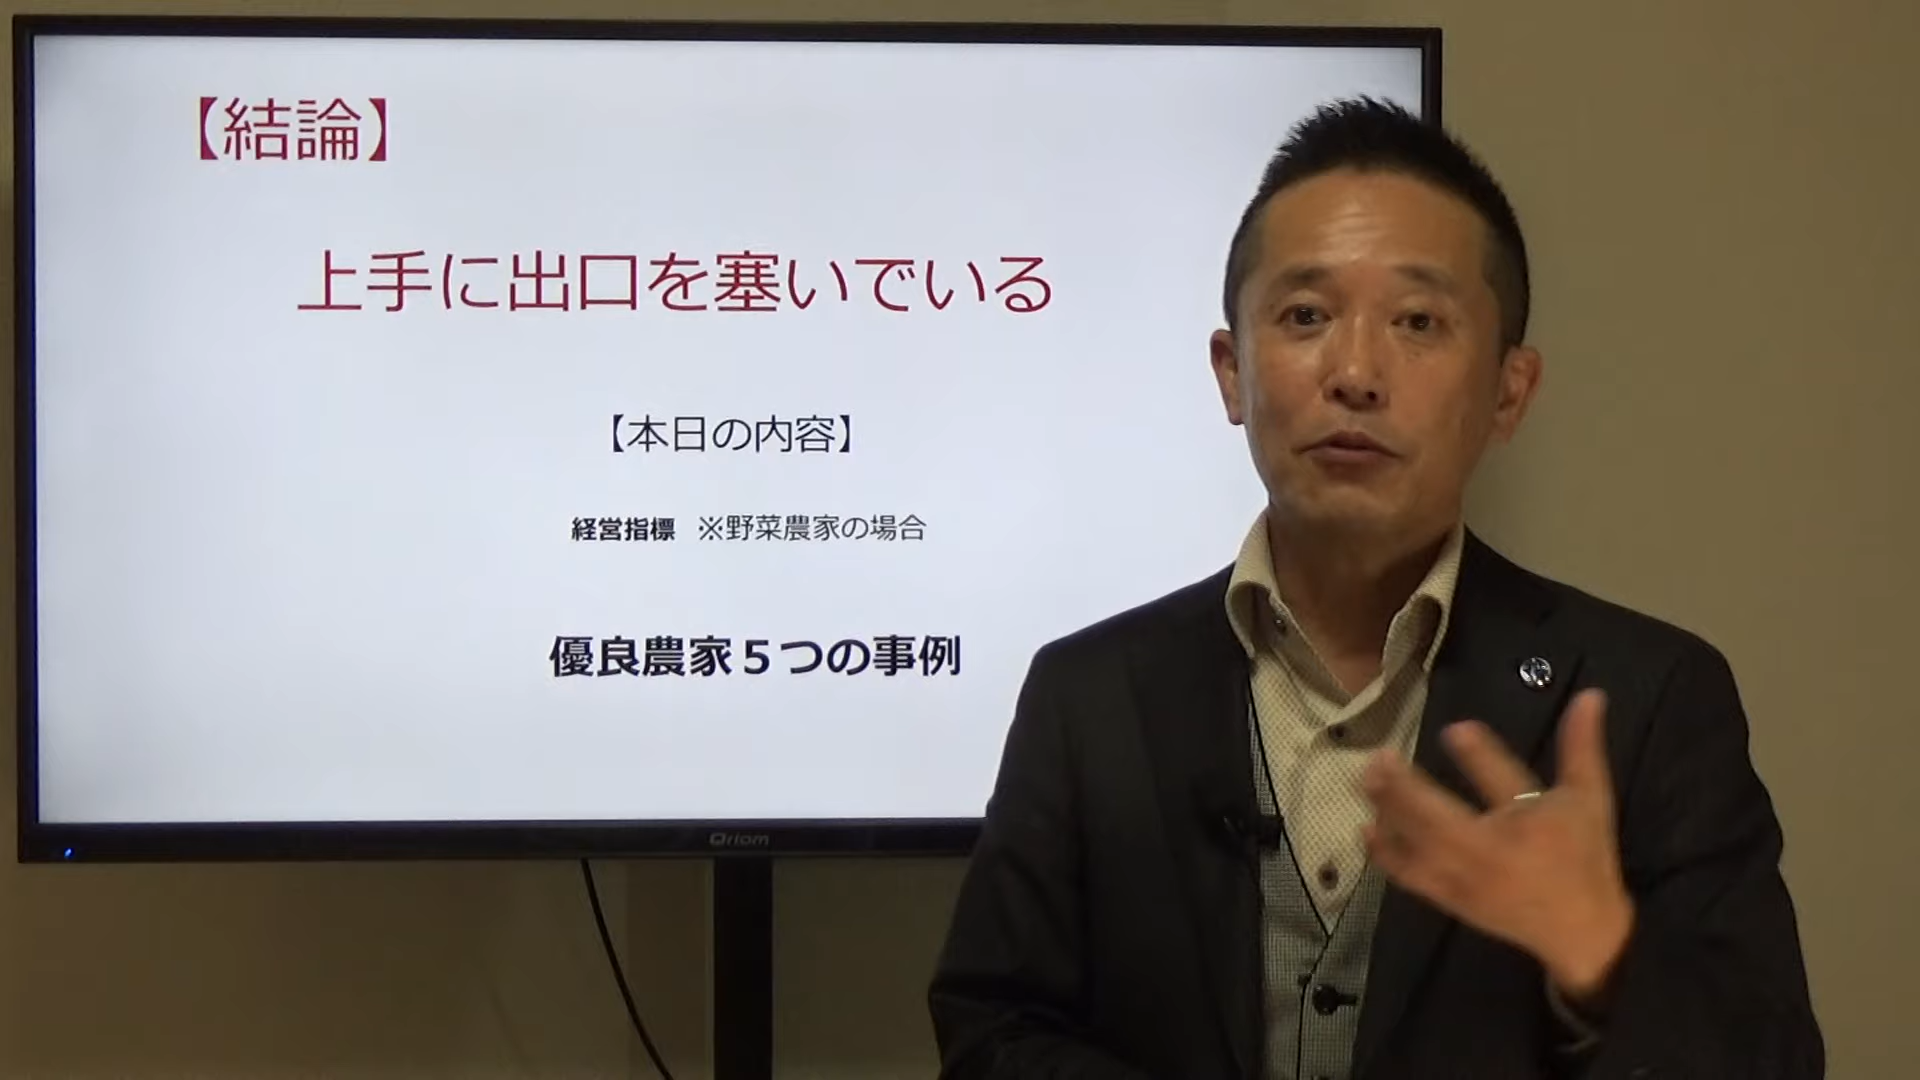 【結論】
上手に出口を塞いでいる
【本日の内容】
経営指標 ※野菜農家の場合
優良農家５つの事例
Qriom